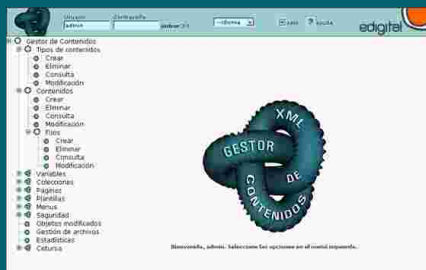 Usuario
Contraseña
admin
--idioma
salir
ayuda
edigital
Gestor de Contenidos
Tipos de contenidos
Crear
Eliminar
Consulta
Modificación
Contenidos
Crear
Eliminar
Consulta
Modificación
Fijos
Crear
Eliminar
Consulta
Modificación
Variables
Colecciones
Páginas
Plantillas
Menus
Seguridad
Objetos modificados
Gestión de archivos
Estadísticas
XML
GESTOR
DE
CONTENIDOS
Bienvenido, admin. Seleccione las opciones en el menú izquierdo.